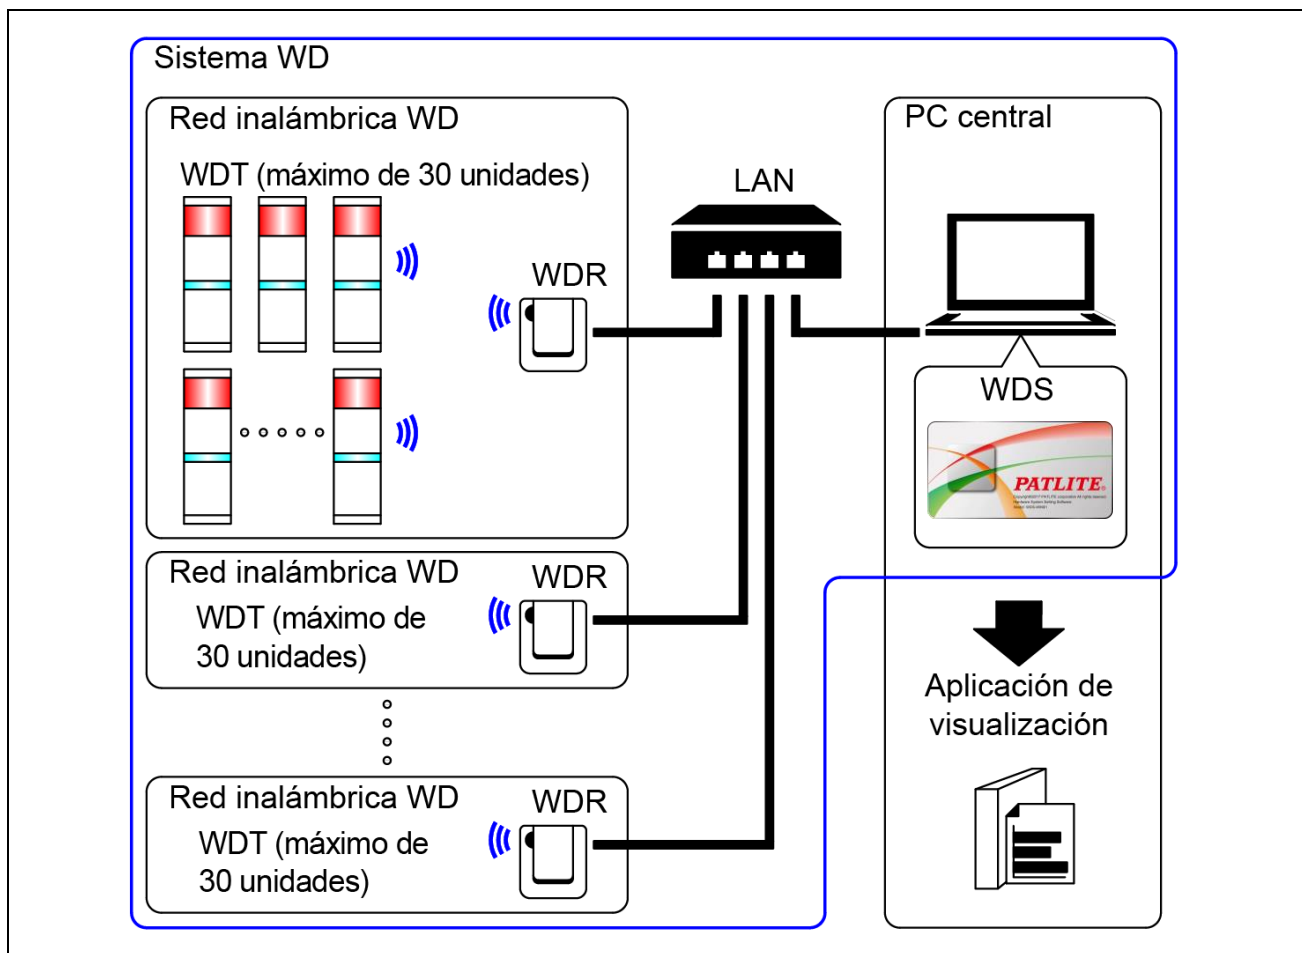 Sistema WD
Red inalámbrica WD
WDT (máximo de 30 unidades)
WDR
LAN
PC central
WDS
PATLITE
Red inalámbrica WD
WDR
WDT (máximo de
30 unidades)
Aplicación de
visualización
Red inalámbrica WD
WDR
WDT (máximo de
30 unidades)